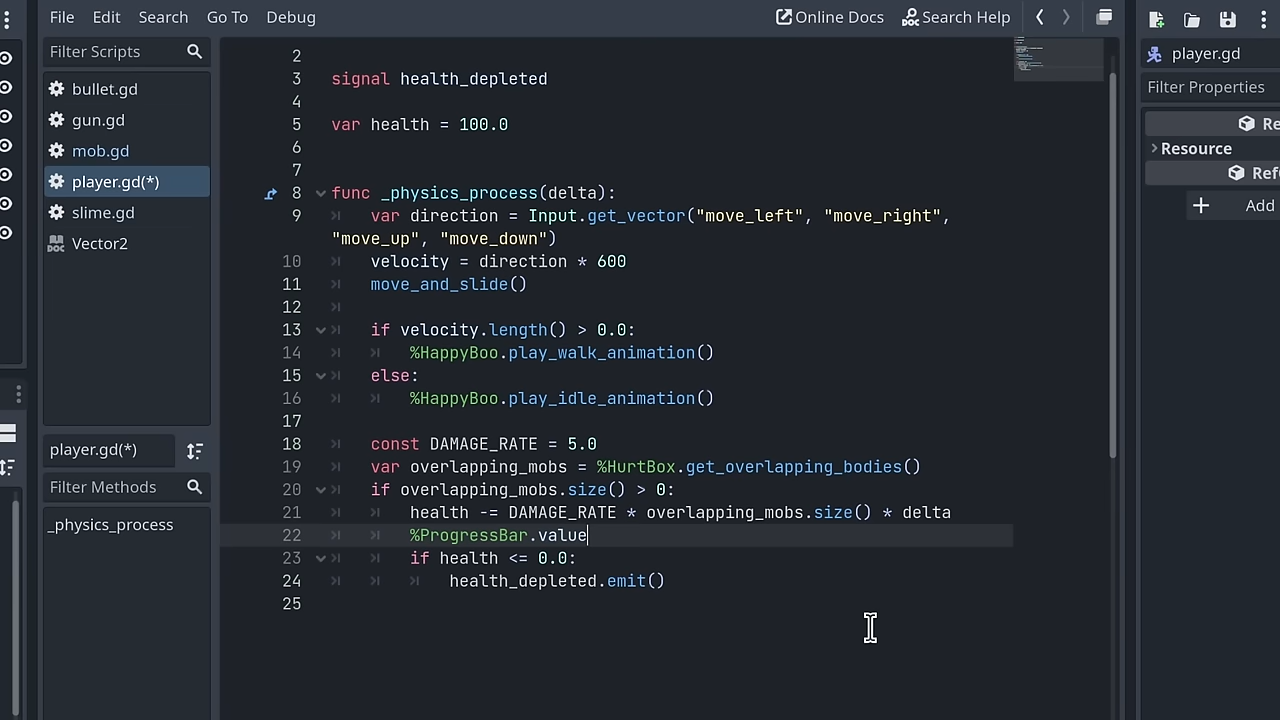 File Edit Search Go To Debug Online Docs Search Help
Filter Scripts
bullet.gd
gun.gd
mob.gd
player.gd(*)
slime.gd
Vector2
player.gd(*)
Filter Methods
_physics_process
2
3 signal health_depleted
4
5 var health = 100.0
6
7
8 func _physics_process(delta):
9 var direction = Input.get_vector("move_left", "move_right",
"move_up", "move_down")
10 velocity = direction * 600
11 move_and_slide()
12
13 if velocity.length() > 0.0:
14 %HappyBoo.play_walk_animation()
15 else:
16 %HappyBoo.play_idle_animation()
17
18 const DAMAGE_RATE = 5.0
19 var overlapping_mobs = %HurtBox.get_overlapping_bodies()
20 if overlapping_mobs.size() > 0:
21 health -= DAMAGE_RATE * overlapping_mobs.size() * delta
22 %ProgressBar.value
23 if health <= 0.0:
24 health_depleted.emit()
25
player.gd
Filter Properties
Re
Resource
Ref
Add